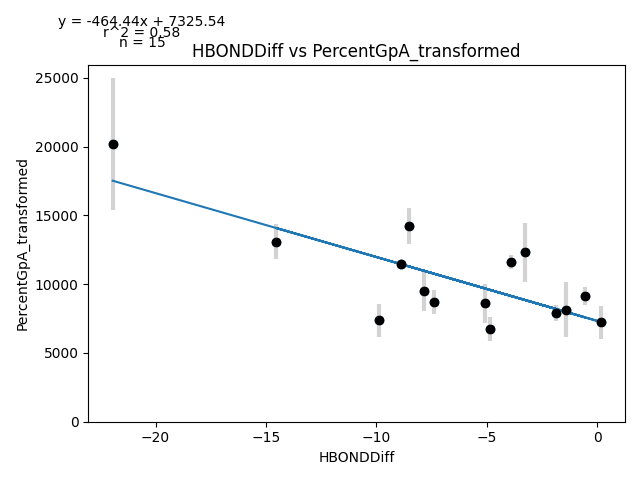 y = -464.44x + 7325.54
r^2 = 0.58
n = 15
HBONDDiff vs PercentGpA_transformed
PercentGpA_transformed
25000
20000
15000
10000
5000
0
−20
−15
−10
−5
0
HBONDDiff